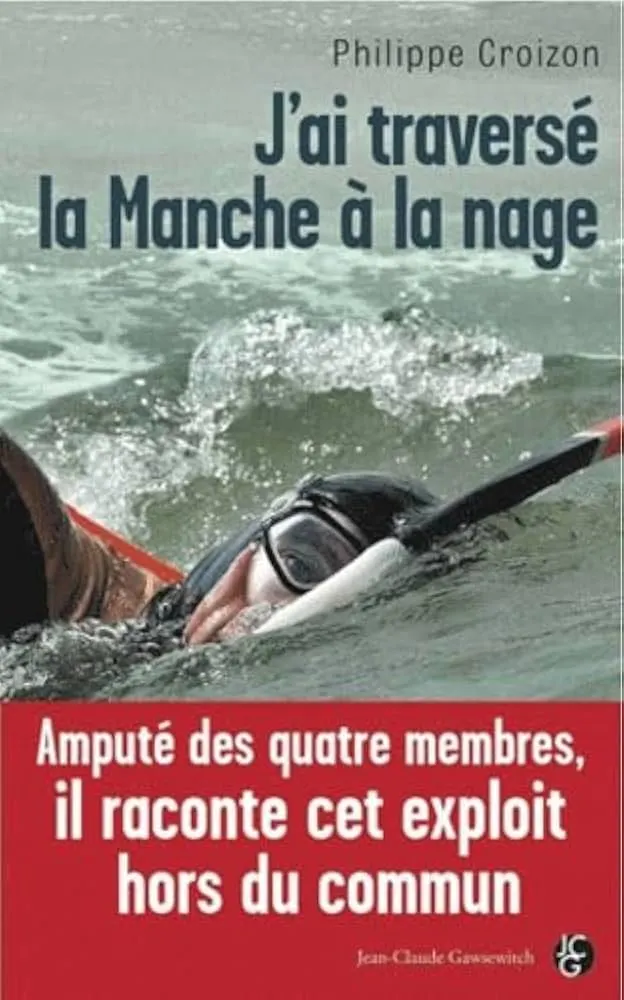 Philippe Croizon
J'ai traversé
la Manche à la nage
Amputé des quatre membres,
il raconte cet exploit
hors du commun
Jean-Claude Gawsewitch
JCG